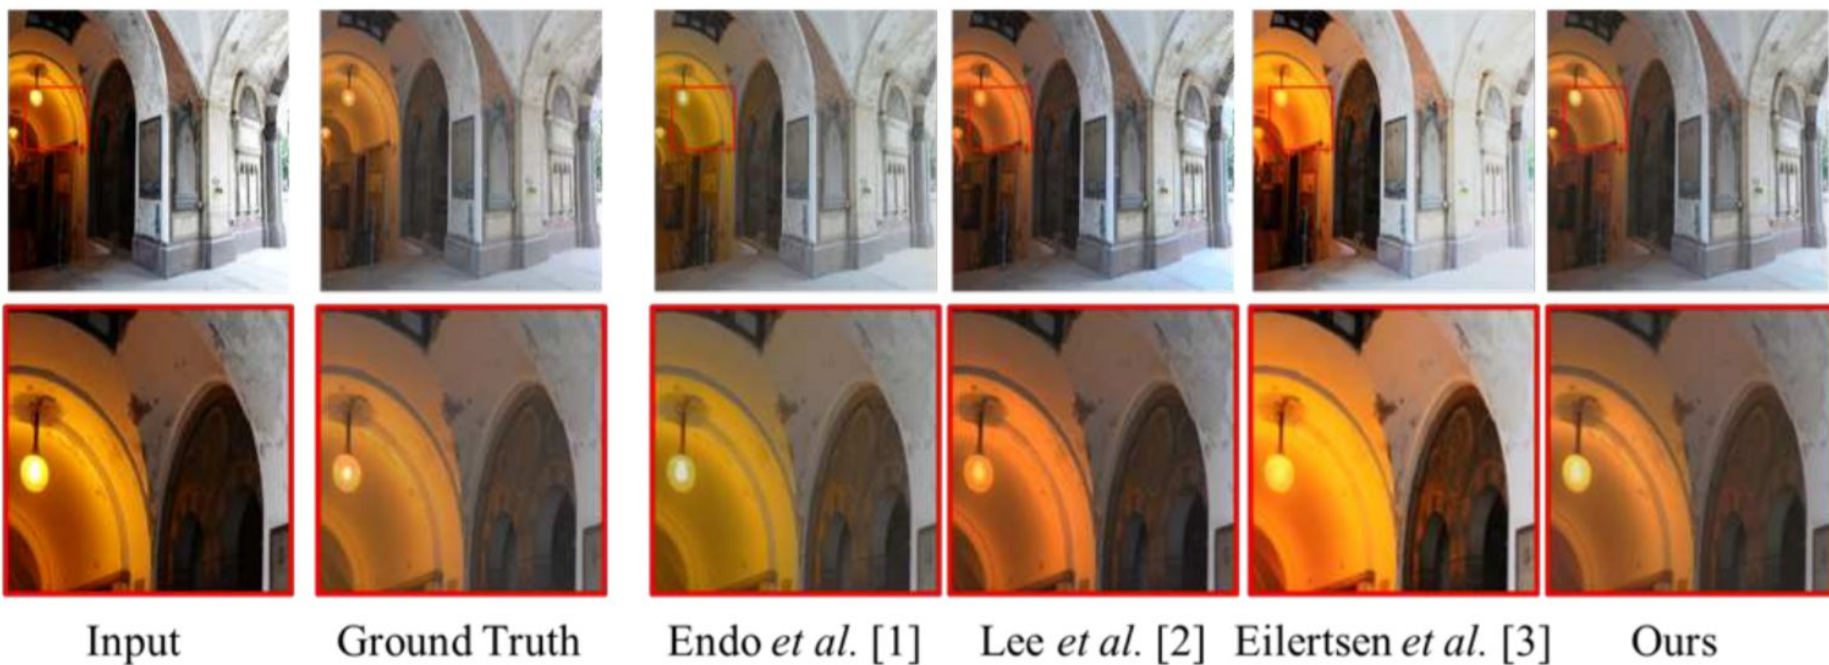 Input Ground Truth Endo et al. [1] Lee et al. [2] Eilertsen et al. [3] Ours